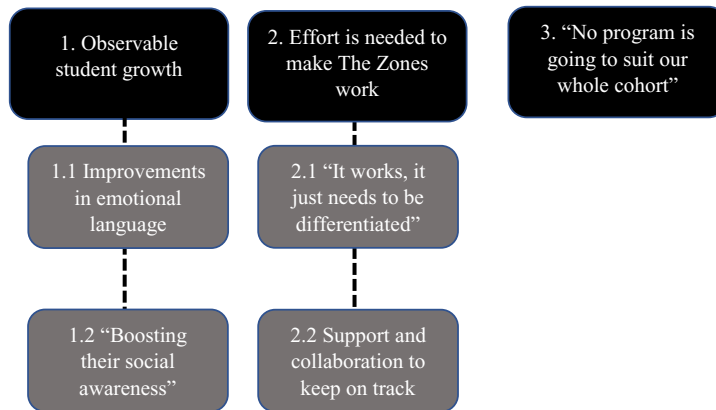 1. Observable
student growth
2. Effort is needed to
make The Zones
work
3. “No program is
going to suit our
whole cohort”
1.1 Improvements
in emotional
language
2.1 “It works, it
just needs to be
differentiated”
1.2 “Boosting
their social
awareness”
2.2 Support and
collaboration to
keep on track